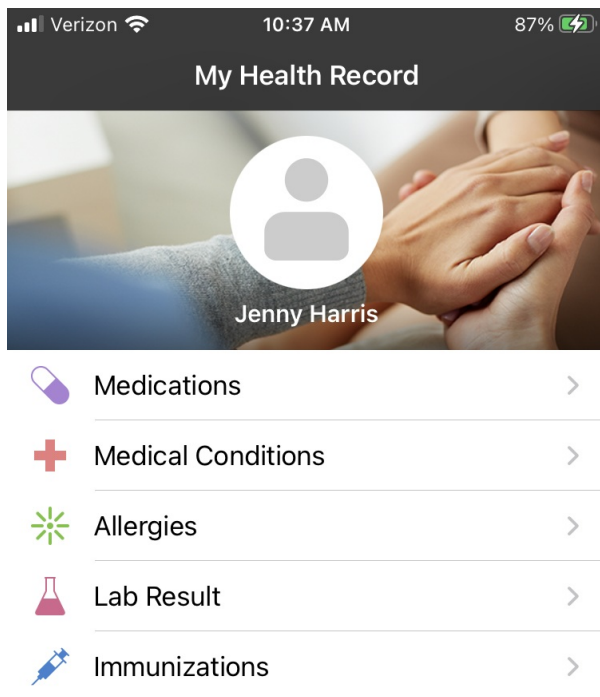 Verizon 10:37 AM 87%
My Health Record
Jenny Harris
Medications
Medical Conditions
Allergies
Lab Result
Immunizations